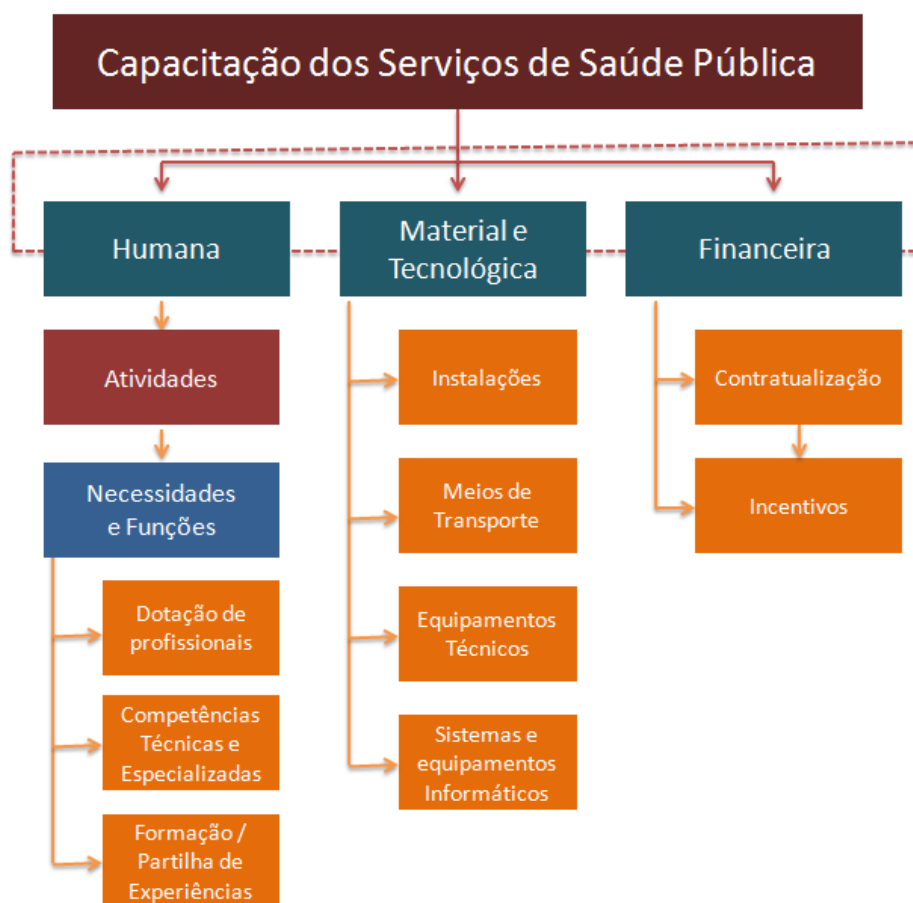 Capacitação dos Serviços de Saúde Pública
Humana
Material e
Tecnológica
Financeira
Atividades
Necessidades
e Funções
Dotação de
profissionais
Competências
Técnicas e
Especializadas
Formação /
Partilha de
Experiências
Instalações
Meios de
Transporte
Equipamentos
Técnicos
Sistemas e
equipamentos
Informáticos
Contratualização
Incentivos